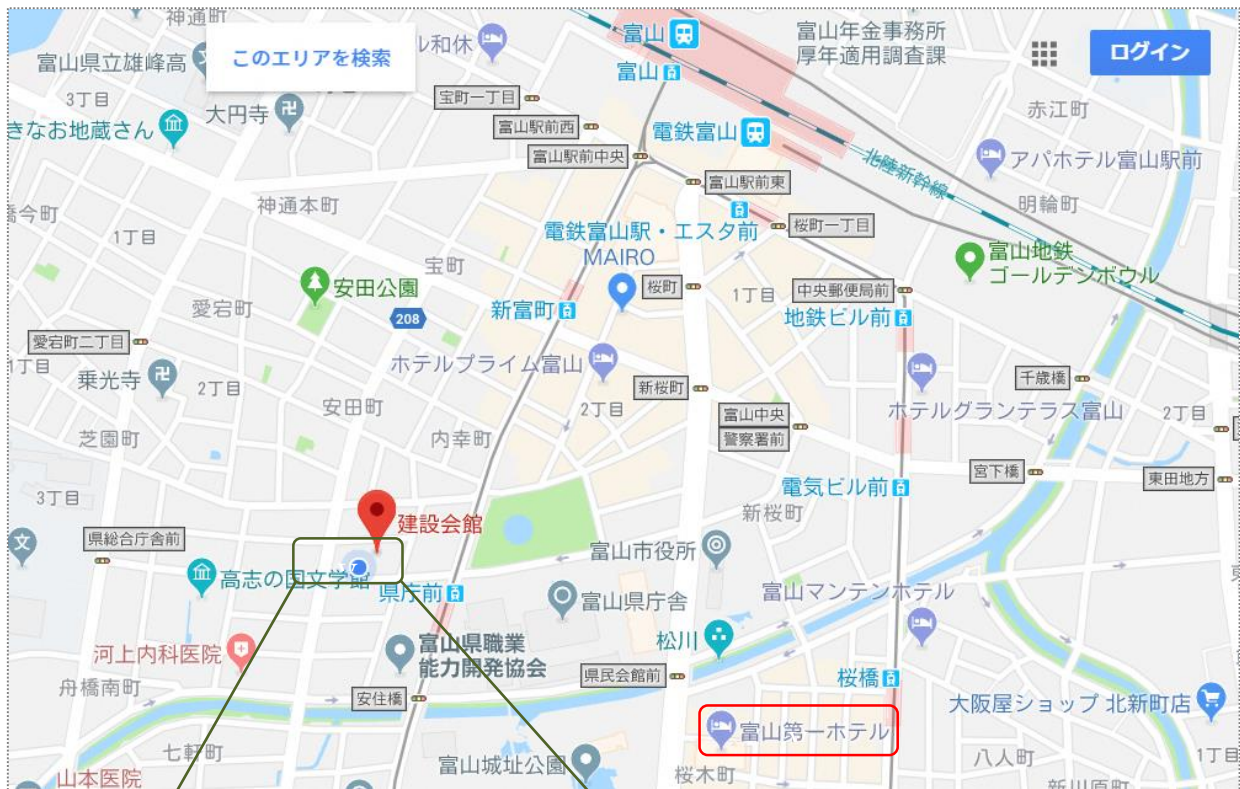 神通町
富山県立雄峰高
このエリアを検索
ル和休
富山
富山
富山年金事務所
厚年適用調査課
ログイン
3丁目
大円寺
宝町一丁目
きなお地蔵さん
富山駅前西
電鉄富山
赤江町
富山駅前中央
北陸新幹線
アパホテル富山駅前
富山駅前東
明輪町
橋今町
神通本町
電鉄富山駅・エスタ前
桜町一丁目
1丁目
MAIRO
富山地鉄
ゴールデンボウル
宝町
安田公園
桜町
1丁目
中央郵便局前
愛宕町
208
新富町
地鉄ビル前
愛宕町二丁目
1丁目
乗光寺
2丁目
ホテルプライム富山
新桜町
千歳橋
安田町
2丁目
富山中央
警察署前
ホテルグランテラス富山
2丁目
芝園町
内幸町
宮下橋
東田地方
3丁目
電気ビル前
新桜町
建設会館
県総合庁舎前
富山市役所
高志の国文学館
県庁前
富山県庁舎
富山マンテンホテル
富山県職業
能力開発協会
松川
河上内科医院
県民会館前
桜橋
舟橋南町
安住橋
大阪屋ショップ 北新町店
富山第一ホテル
七軒町
富山城址公園
八人町
1丁目
山本医院
桜木町
新川原町